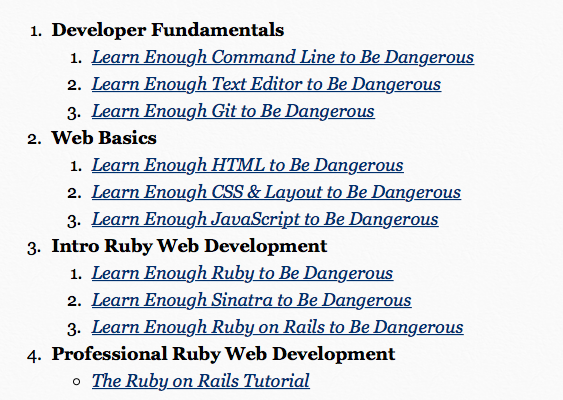 1. Developer Fundamentals
1. Learn Enough Command Line to Be Dangerous
2. Learn Enough Text Editor to Be Dangerous
3. Learn Enough Git to Be Dangerous
2. Web Basics
1. Learn Enough HTML to Be Dangerous
2. Learn Enough CSS & Layout to Be Dangerous
3. Learn Enough JavaScript to Be Dangerous
3. Intro Ruby Web Development
1. Learn Enough Ruby to Be Dangerous
2. Learn Enough Sinatra to Be Dangerous
3. Learn Enough Ruby on Rails to Be Dangerous
4. Professional Ruby Web Development
○ The Ruby on Rails Tutorial